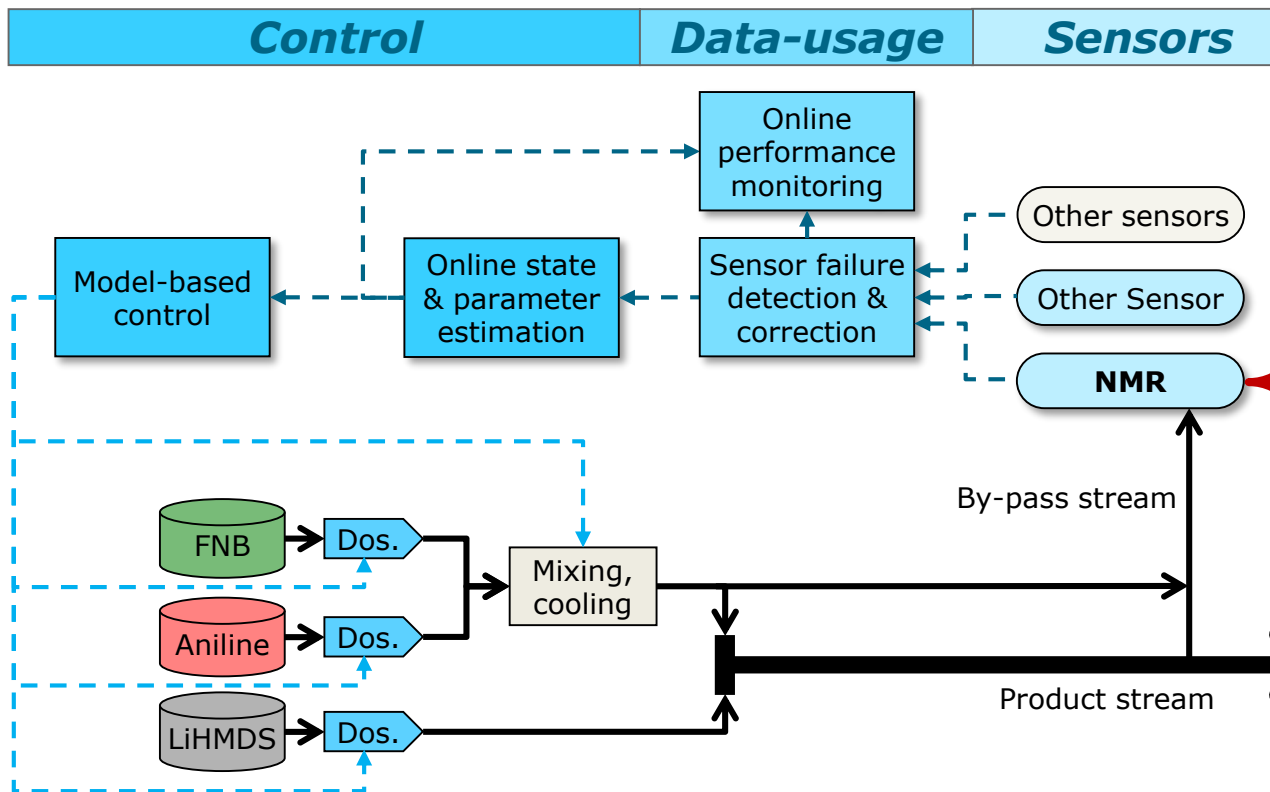 Control
Data-usage
Sensors
Online
performance
monitoring
Other sensors
Model-based
control
Online state
& parameter
estimation
Sensor failure
detection &
correction
Other Sensor
NMR
By-pass stream
FNB
Dos.
Mixing,
cooling
Aniline
Dos.
Product stream
LiHMDS
Dos.